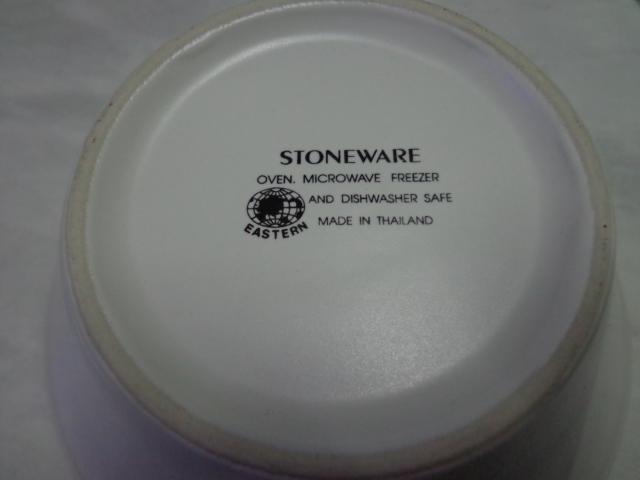 STONEWARE
OVEN. MICROWAVE FREEZER
AND DISHWASHER SAFE
MADE IN THAILAND
EASTERN